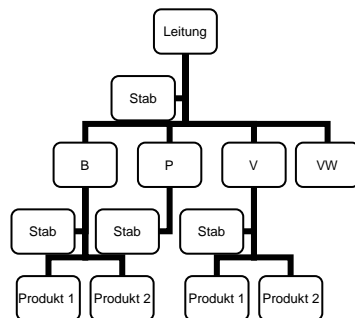 Leitung
Stab
B
P
V
VW
Stab
Stab
Stab
Produkt 1
Produkt 2
Produkt 1
Produkt 2